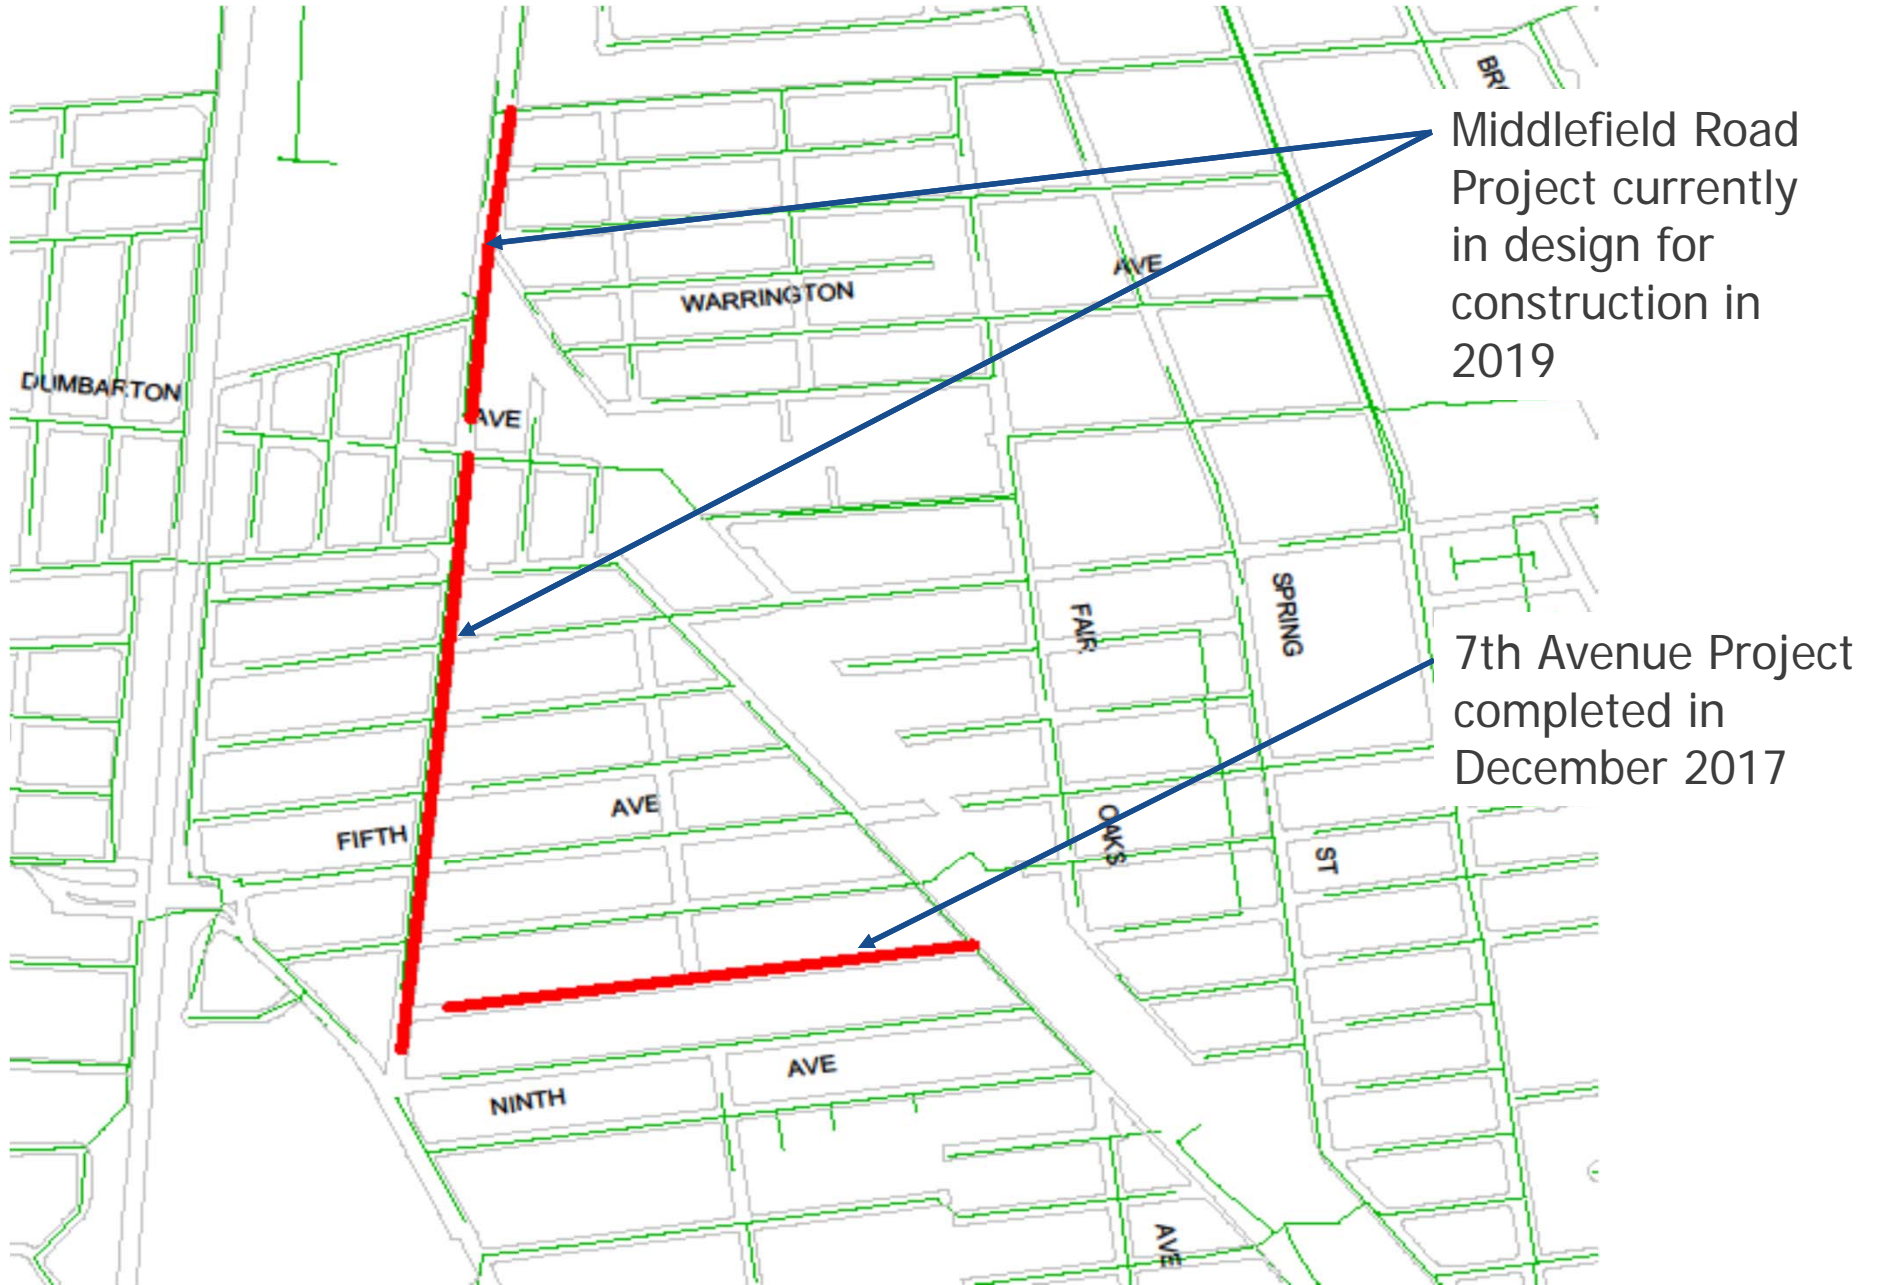 BRO
Middlefield Road
Project currently
in design for
construction in
2019
WARRINGTON AVE
DUMBARTON AVE
FAIR OAKS
SPRING ST
7th Avenue Project
completed in
December 2017
FIFTH AVE
NINTH AVE
AVE